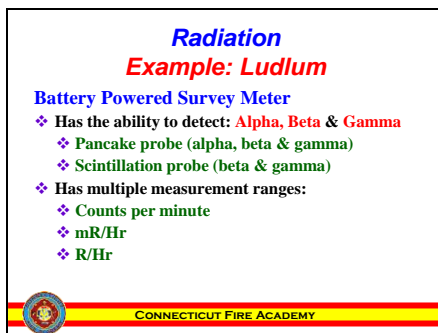 Radiation
Example: Ludlum
Battery Powered Survey Meter
❖ Has the ability to detect: Alpha, Beta & Gamma
❖ Pancake probe (alpha, beta & gamma)
❖ Scintillation probe (beta & gamma)
❖ Has multiple measurement ranges:
❖ Counts per minute
❖ mR/Hr
❖ R/Hr
CONNECTICUT FIRE ACADEMY